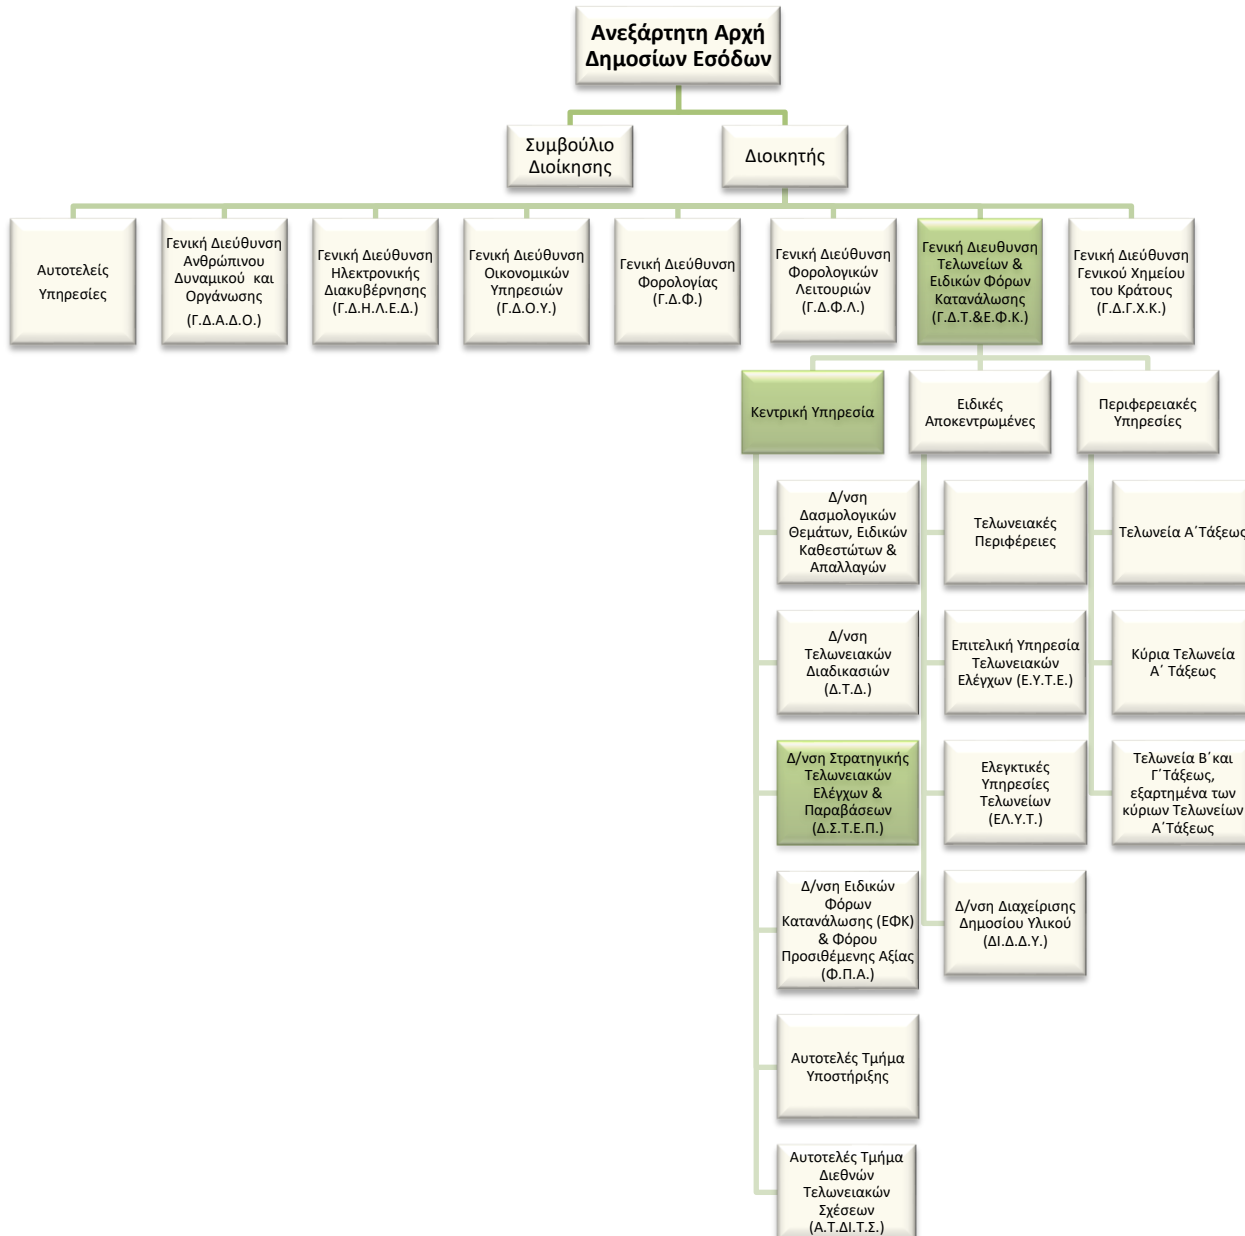 Ανεξάρτητη Αρχή
Δημοσίων Εσόδων
Συμβούλιο
Διοίκησης
Διοικητής
Αυτοτελείς
Υπηρεσίες
Γενική Διεύθυνση
Ανθρώπινου
Δυναμικού και
Οργάνωσης
(Γ.Δ.Α.Δ.Ο.)
Γενική Διεύθυνση
Ηλεκτρονικής
Διακυβέρνησης
(Γ.Δ.Η.Λ.Ε.Δ.)
Γενική Διεύθυνση
Οικονομικών
Υπηρεσιών
(Γ.Δ.Ο.Υ.)
Γενική Διεύθυνση
Φορολογίας
(Γ.Δ.Φ.)
Γενική Διεύθυνση
Φορολογικών
Λειτουριών
(Γ.Δ.Φ.Λ.)
Γενική Διευθυνση
Τελωνείων &
Ειδικών Φόρων
Κατανάλωσης
(Γ.Δ.Τ.&Ε.Φ.Κ.)
Γενική Διεύθυνση
Γενικού Χημείου
του Κράτους
(Γ.Δ.Γ.Χ.Κ.)
Κεντρική Υπηρεσία
Ειδικές
Αποκεντρωμένες
Περιφερειακές
Υπηρεσίες
Δ/νση
Δασμολογικών
Θεμάτων, Ειδικών
Καθεστώτων &
Απαλλαγών
Τελωνειακές
Περιφέρειες
Τελωνεία Α΄Τάξεως
Δ/νση
Τελωνειακών
Διαδικασιών
(Δ.Τ.Δ.)
Επιτελική Υπηρεσία
Τελωνειακών
Ελέγχων (Ε.Υ.Τ.Ε.)
Κύρια Τελωνεία
Α΄ Τάξεως
Δ/νση Στρατηγικής
Τελωνειακών
Ελέγχων &
Παραβάσεων
(Δ.Σ.Τ.Ε.Π.)
Ελεγκτικές
Υπηρεσίες
Τελωνείων
(ΕΛ.Υ.Τ.)
Τελωνεία Β΄και
Γ΄Τάξεως,
εξαρτημένα των
κύριων Τελωνείων
Α΄Τάξεως
Δ/νση Ειδικών
Φόρων
Κατανάλωσης (ΕΦΚ)
& Φόρου
Προσιθέμενης Αξίας
(Φ.Π.Α.)
Δ/νση Διαχείρισης
Δημοσίου Υλικού
(ΔΙ.Δ.Δ.Υ.)
Αυτοτελές Τμήμα
Υποστήριξης
Αυτοτελές Τμήμα
Διεθνών
Τελωνειακών
Σχέσεων
(Α.Τ.ΔΙ.Τ.Σ.)